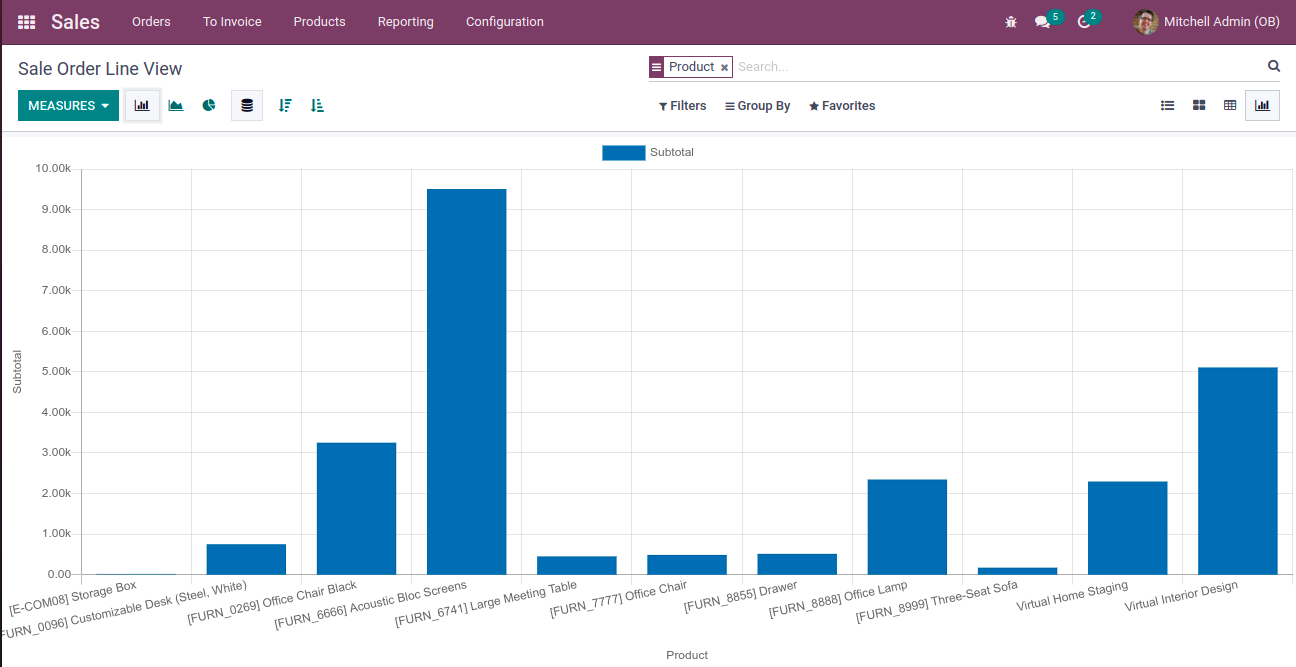 Sales Orders To Invoice Products Reporting Configuration 5 2 Mitchell Admin (OB)
Sale Order Line View
Product × Search...
MEASURES
Filters Group By Favorites
Subtotal
10.00k
9.00k
8.00k
7.00k
6.00k
5.00k
4.00k
3.00k
2.00k
1.00k
0.00
Subtotal
[E-COM08] Storage Box
FURN_0096] Customizable Desk (Steel, White)
[FURN_0269] Office Chair Black
[FURN_6666] Acoustic Bloc Screens
[FURN_6741] Large Meeting Table
[FURN_7777] Office Chair
[FURN_8855] Drawer
[FURN_8888] Office Lamp
[FURN_8999] Three-Seat Sofa
Virtual Home Staging
Virtual Interior Design
Product